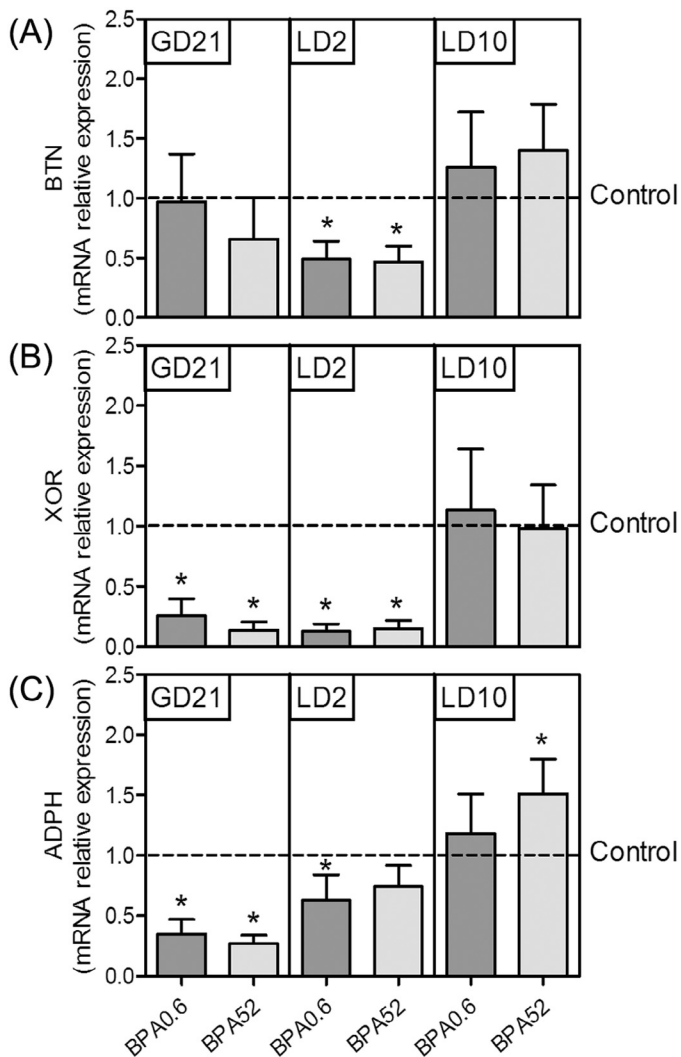 (A)
BTN
(mRNA relative expression)
2.5
2.0
1.5
1.0
0.5
0.0
GD21
LD2
LD10
*
*
Control
(B)
XOR
(mRNA relative expression)
2.5
2.0
1.5
1.0
0.5
0.0
GD21
LD2
LD10
*
*
*
*
Control
(C)
ADPH
(mRNA relative expression)
2.5
2.0
1.5
1.0
0.5
0.0
GD21
LD2
LD10
*
*
*
*
Control
BPA0.6
BPA52
BPA0.6
BPA52
BPA0.6
BPA52